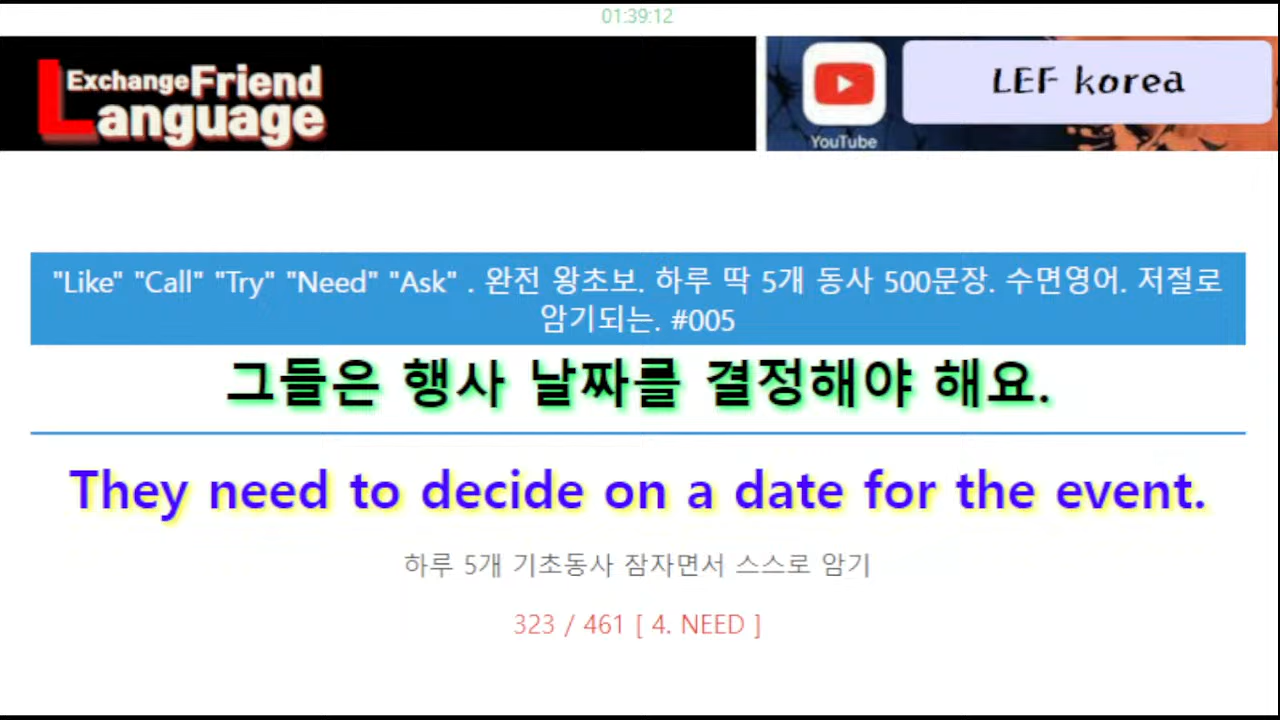 01:39:12
ExchangeFriend
Language
LEF korea
YouTube
"Like" "Call" "Try" "Need" "Ask" . 완전 왕초보. 하루 딱 5개 동사 500문장. 수면영어. 저절로
암기되는. #005
그들은 행사 날짜를 결정해야 해요.
They need to decide on a date for the event.
하루 5개 기초동사 잠자면서 스스로 암기
323 / 461 [ 4. NEED ]